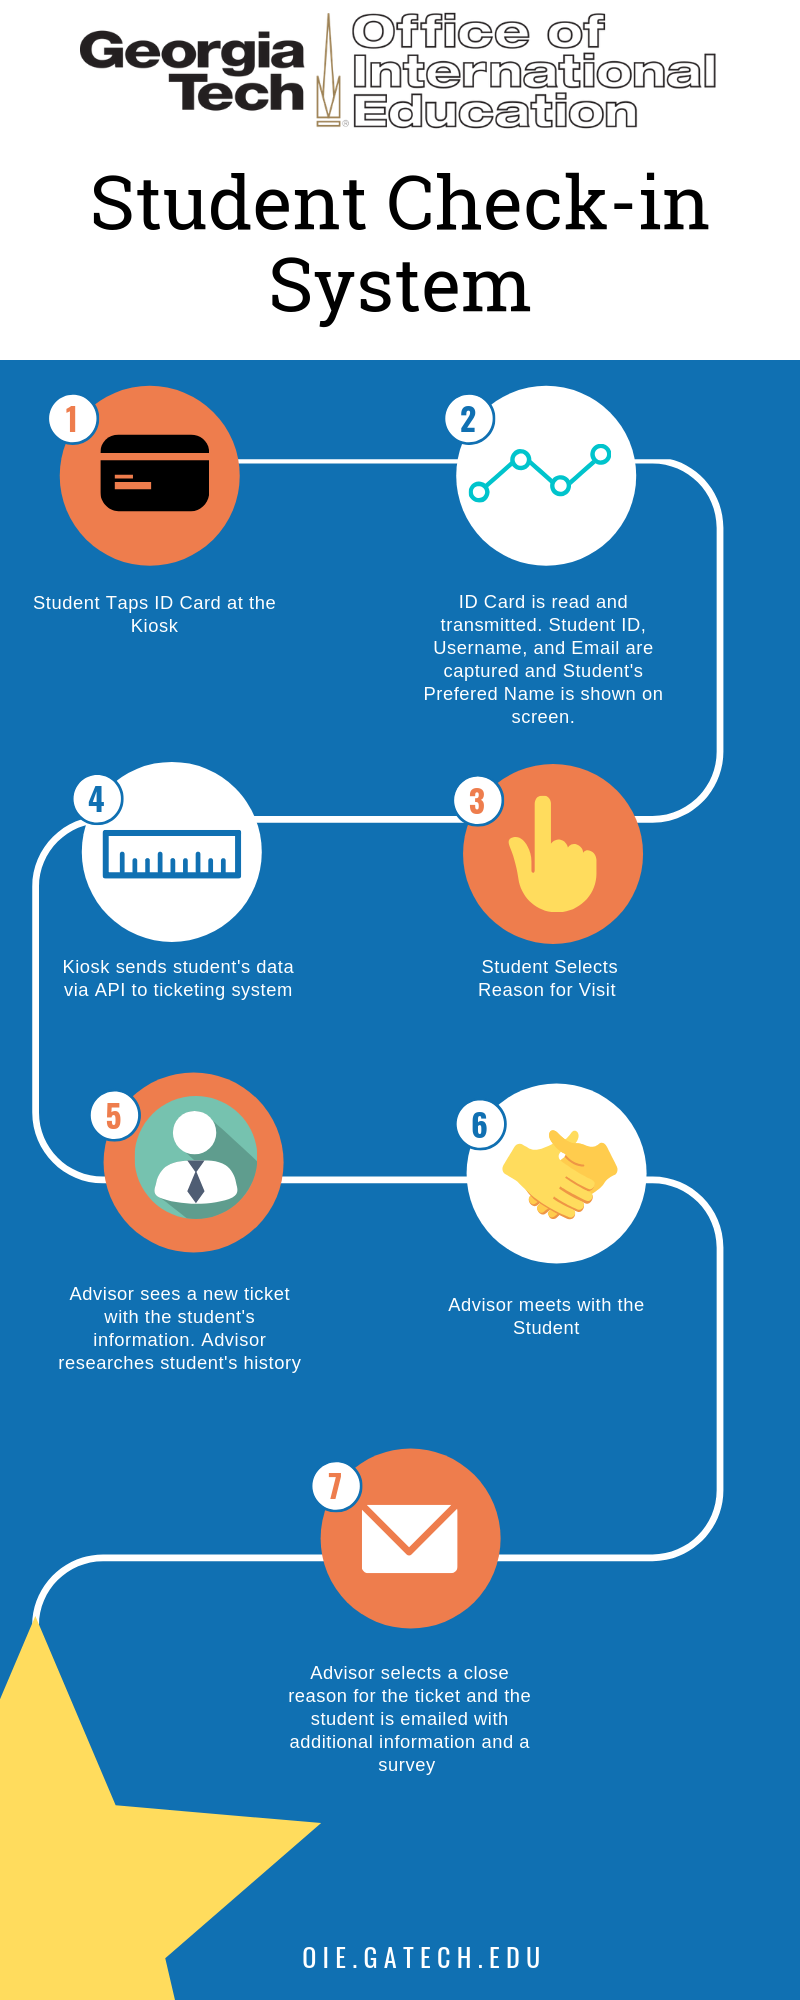 Georgia
Tech
®
Office of
International
Education
Student Check-in
System
1
Student Taps ID Card at the
Kiosk
2
ID Card is read and
transmitted. Student ID,
Username, and Email are
captured and Student's
Prefered Name is shown on
screen.
3
Student Selects
Reason for Visit
4
Kiosk sends student's data
via API to ticketing system
5
Advisor sees a new ticket
with the student's
information. Advisor
researches student's history
6
Advisor meets with the
Student
7
Advisor selects a close
reason for the ticket and the
student is emailed with
additional information and a
survey
OIE.GATECH.EDU